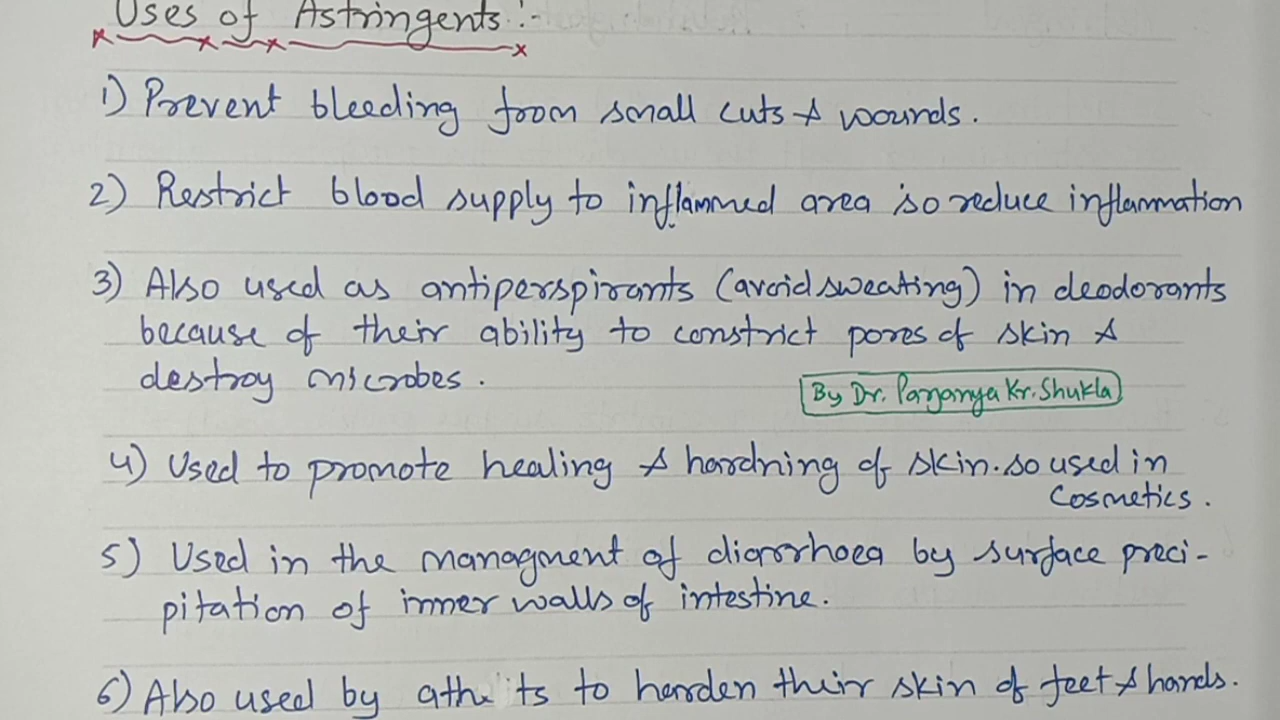 Uses of Astringents :-
1) Prevent bleeding from small cuts & wounds.
2) Restrict blood supply to inflammed area so reduce inflammation
3) Also used as antiperspirants (avoid sweating) in deodorants
because of their ability to constrict pores of skin &
destroy microbes.
By Dr. Parjanya Kr. Shukla
4) Used to promote healing & hardning of skin. so used in
Cosmetics.
5) Used in the managment of diarrhoea by surface preci-
pitation of inner walls of intestine.
6) Also used by to harden their skin of feet & hands.